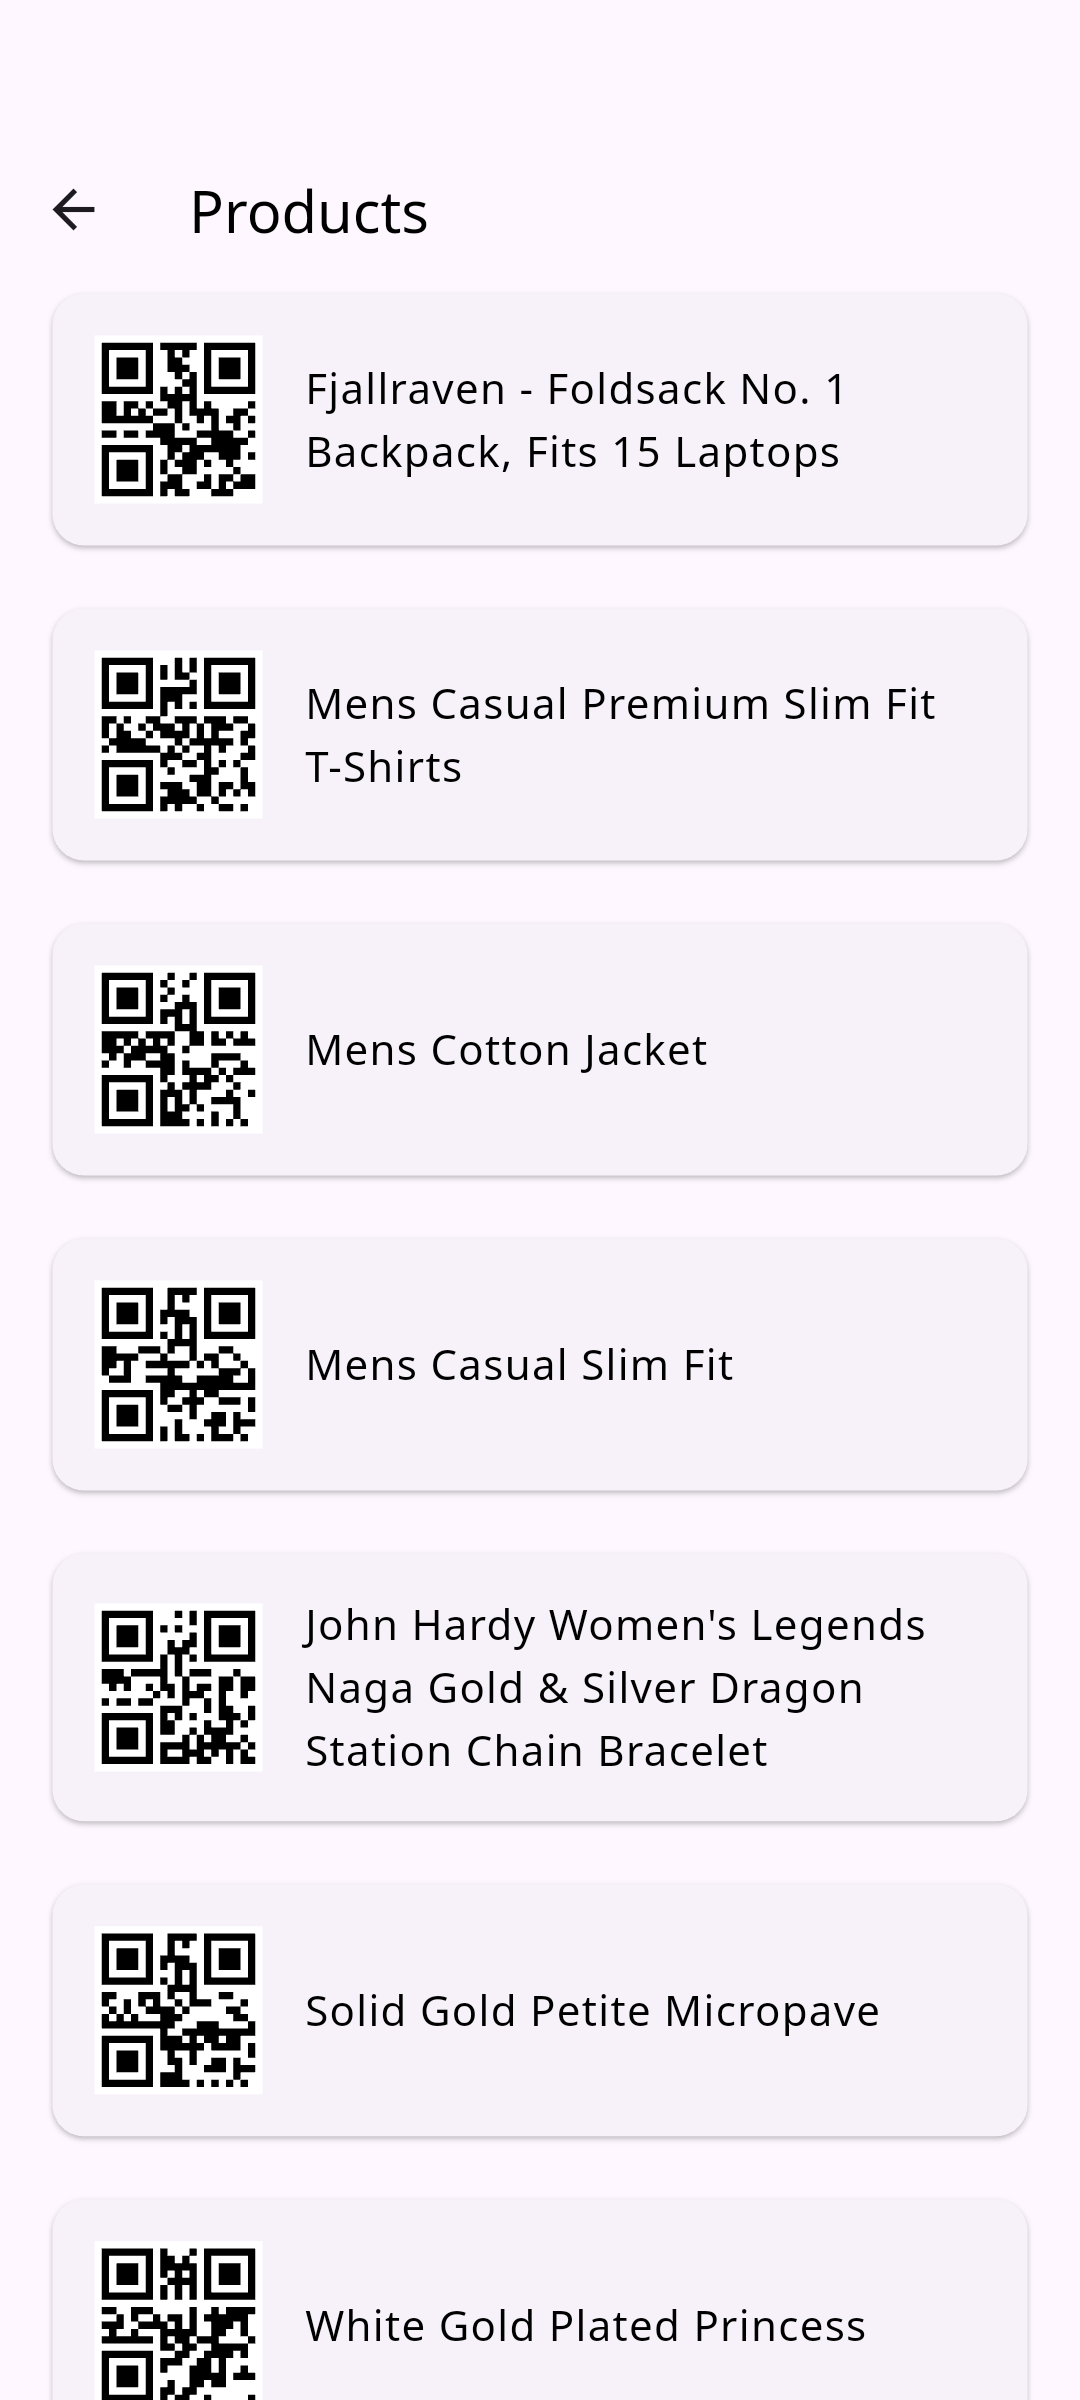 Products
Fjallraven - Foldsack No. 1
Backpack, Fits 15 Laptops
Mens Casual Premium Slim Fit
T-Shirts
Mens Cotton Jacket
Mens Casual Slim Fit
John Hardy Women's Legends
Naga Gold & Silver Dragon
Station Chain Bracelet
Solid Gold Petite Micropave
White Gold Plated Princess